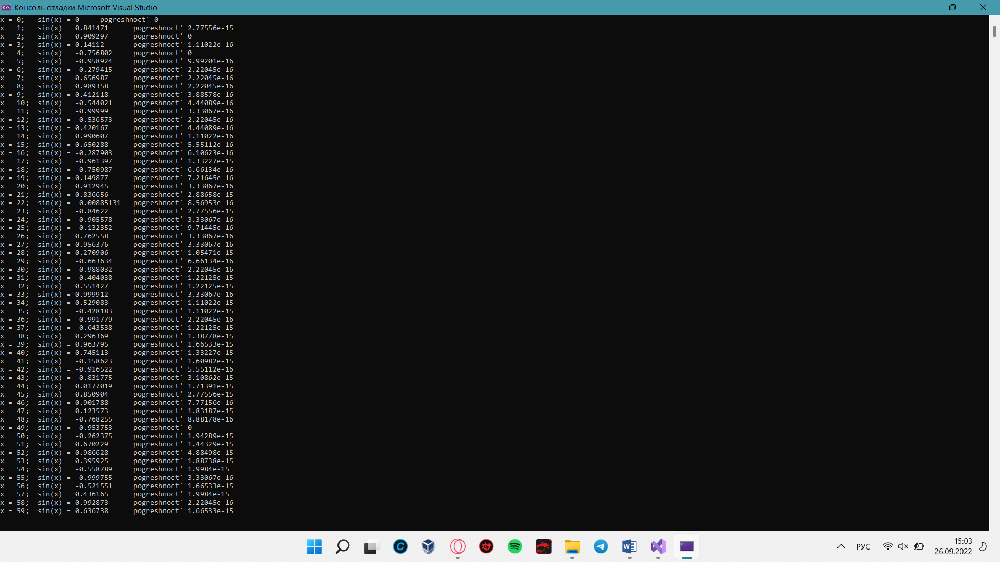 Консоль отладки Microsoft Visual Studio
x = 0;   sin(x) = 0     pogreshnoct' 0
x = 1;   sin(x) = 0.841471      pogreshnoct' 2.77556e-15
x = 2;   sin(x) = 0.909297      pogreshnoct' 0
x = 3;   sin(x) = 0.14112       pogreshnoct' 1.11022e-16
x = 4;   sin(x) = -0.756802     pogreshnoct' 0
x = 5;   sin(x) = -0.958924     pogreshnoct' 9.99201e-16
x = 6;   sin(x) = -0.279415     pogreshnoct' 2.22045e-16
x = 7;   sin(x) = 0.656987      pogreshnoct' 2.22045e-16
x = 8;   sin(x) = 0.989358      pogreshnoct' 2.22045e-16
x = 9;   sin(x) = 0.412118      pogreshnoct' 3.88578e-16
x = 10;  sin(x) = -0.544021     pogreshnoct' 4.44089e-16
x = 11;  sin(x) = -0.99999      pogreshnoct' 3.33067e-16
x = 12;  sin(x) = -0.536573     pogreshnoct' 2.22045e-16
x = 13;  sin(x) = 0.420167      pogreshnoct' 4.44089e-16
x = 14;  sin(x) = 0.990607      pogreshnoct' 1.11022e-16
x = 15;  sin(x) = 0.650288      pogreshnoct' 5.55112e-16
x = 16;  sin(x) = -0.287903     pogreshnoct' 6.10623e-16
x = 17;  sin(x) = -0.961397     pogreshnoct' 1.33227e-15
x = 18;  sin(x) = -0.750987     pogreshnoct' 6.66134e-16
x = 19;  sin(x) = 0.149877      pogreshnoct' 7.21645e-16
x = 20;  sin(x) = 0.912945      pogreshnoct' 3.33067e-16
x = 21;  sin(x) = 0.836656      pogreshnoct' 2.88658e-15
x = 22;  sin(x) = -0.00885131   pogreshnoct' 8.56953e-16
x = 23;  sin(x) = -0.84622      pogreshnoct' 2.77556e-15
x = 24;  sin(x) = -0.905578     pogreshnoct' 3.33067e-16
x = 25;  sin(x) = -0.132352     pogreshnoct' 9.71445e-16
x = 26;  sin(x) = 0.762558      pogreshnoct' 3.33067e-16
x = 27;  sin(x) = 0.956376      pogreshnoct' 3.33067e-16
x = 28;  sin(x) = 0.270906      pogreshnoct' 1.05471e-15
x = 29;  sin(x) = -0.663634     pogreshnoct' 6.66134e-16
x = 30;  sin(x) = -0.988032     pogreshnoct' 2.22045e-16
x = 31;  sin(x) = -0.404038     pogreshnoct' 1.22125e-15
x = 32;  sin(x) = 0.551427      pogreshnoct' 1.22125e-15
x = 33;  sin(x) = 0.999912      pogreshnoct' 3.33067e-16
x = 34;  sin(x) = 0.529083      pogreshnoct' 1.11022e-15
x = 35;  sin(x) = -0.428183     pogreshnoct' 1.11022e-15
x = 36;  sin(x) = -0.991779     pogreshnoct' 2.22045e-16
x = 37;  sin(x) = -0.643538     pogreshnoct' 1.22125e-15
x = 38;  sin(x) = 0.296369      pogreshnoct' 1.38778e-15
x = 39;  sin(x) = 0.963795      pogreshnoct' 1.66533e-15
x = 40;  sin(x) = 0.745113      pogreshnoct' 1.33227e-15
x = 41;  sin(x) = -0.158623     pogreshnoct' 1.60982e-15
x = 42;  sin(x) = -0.916522     pogreshnoct' 5.55112e-16
x = 43;  sin(x) = -0.831775     pogreshnoct' 3.10862e-15
x = 44;  sin(x) = 0.0177019     pogreshnoct' 1.71391e-15
x = 45;  sin(x) = 0.850904      pogreshnoct' 2.77556e-15
x = 46;  sin(x) = 0.901788      pogreshnoct' 7.77156e-16
x = 47;  sin(x) = 0.123573      pogreshnoct' 1.83187e-15
x = 48;  sin(x) = -0.768255     pogreshnoct' 8.88178e-16
x = 49;  sin(x) = -0.953753     pogreshnoct' 0
x = 50;  sin(x) = -0.262375     pogreshnoct' 1.94289e-15
x = 51;  sin(x) = 0.670229      pogreshnoct' 1.44329e-15
x = 52;  sin(x) = 0.986628      pogreshnoct' 4.88498e-15
x = 53;  sin(x) = 0.395925      pogreshnoct' 1.88738e-15
x = 54;  sin(x) = -0.558789     pogreshnoct' 1.9984e-15
x = 55;  sin(x) = -0.999755     pogreshnoct' 3.33067e-16
x = 56;  sin(x) = -0.521551     pogreshnoct' 1.66533e-15
x = 57;  sin(x) = 0.436165      pogreshnoct' 1.9984e-15
x = 58;  sin(x) = 0.992873      pogreshnoct' 2.22045e-16
x = 59;  sin(x) = 0.636738      pogreshnoct' 1.66533e-15
РУС
15:03
26.09.2022